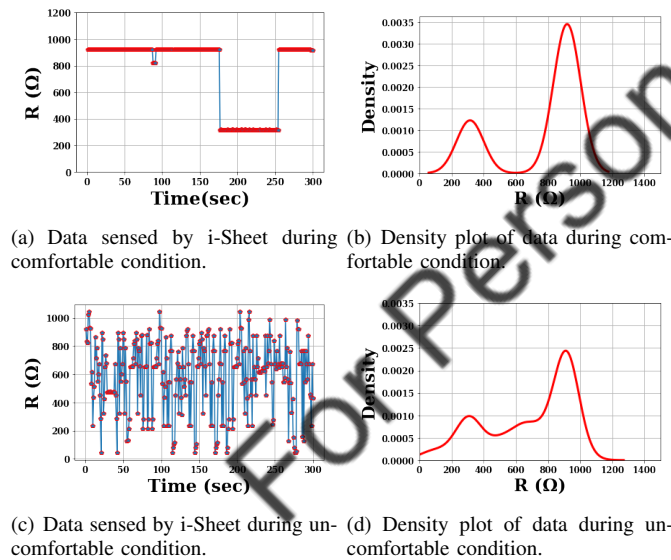 1200
1000
800
600
400
200
0
R (Ω)
0 50 100 150 200 250 300
Time(sec)
0.0035
0.0030
0.0025
0.0020
0.0015
0.0010
0.0005
0.0000
Density
0 200 400 600 800 1000 1200 1400
R (Ω)
(a) Data sensed by i-Sheet during
comfortable condition.
(b) Density plot of data during com-
fortable condition.
1000
800
600
400
200
0
R (Ω)
0 50 100 150 200 250 300
Time (sec)
0.0035
0.0030
0.0025
0.0020
0.0015
0.0010
0.0005
0.0000
Density
0 200 400 600 800 1000 1200 1400
R (Ω)
(c) Data sensed by i-Sheet during un-
comfortable condition.
(d) Density plot of data during un-
comfortable condition.
For Person